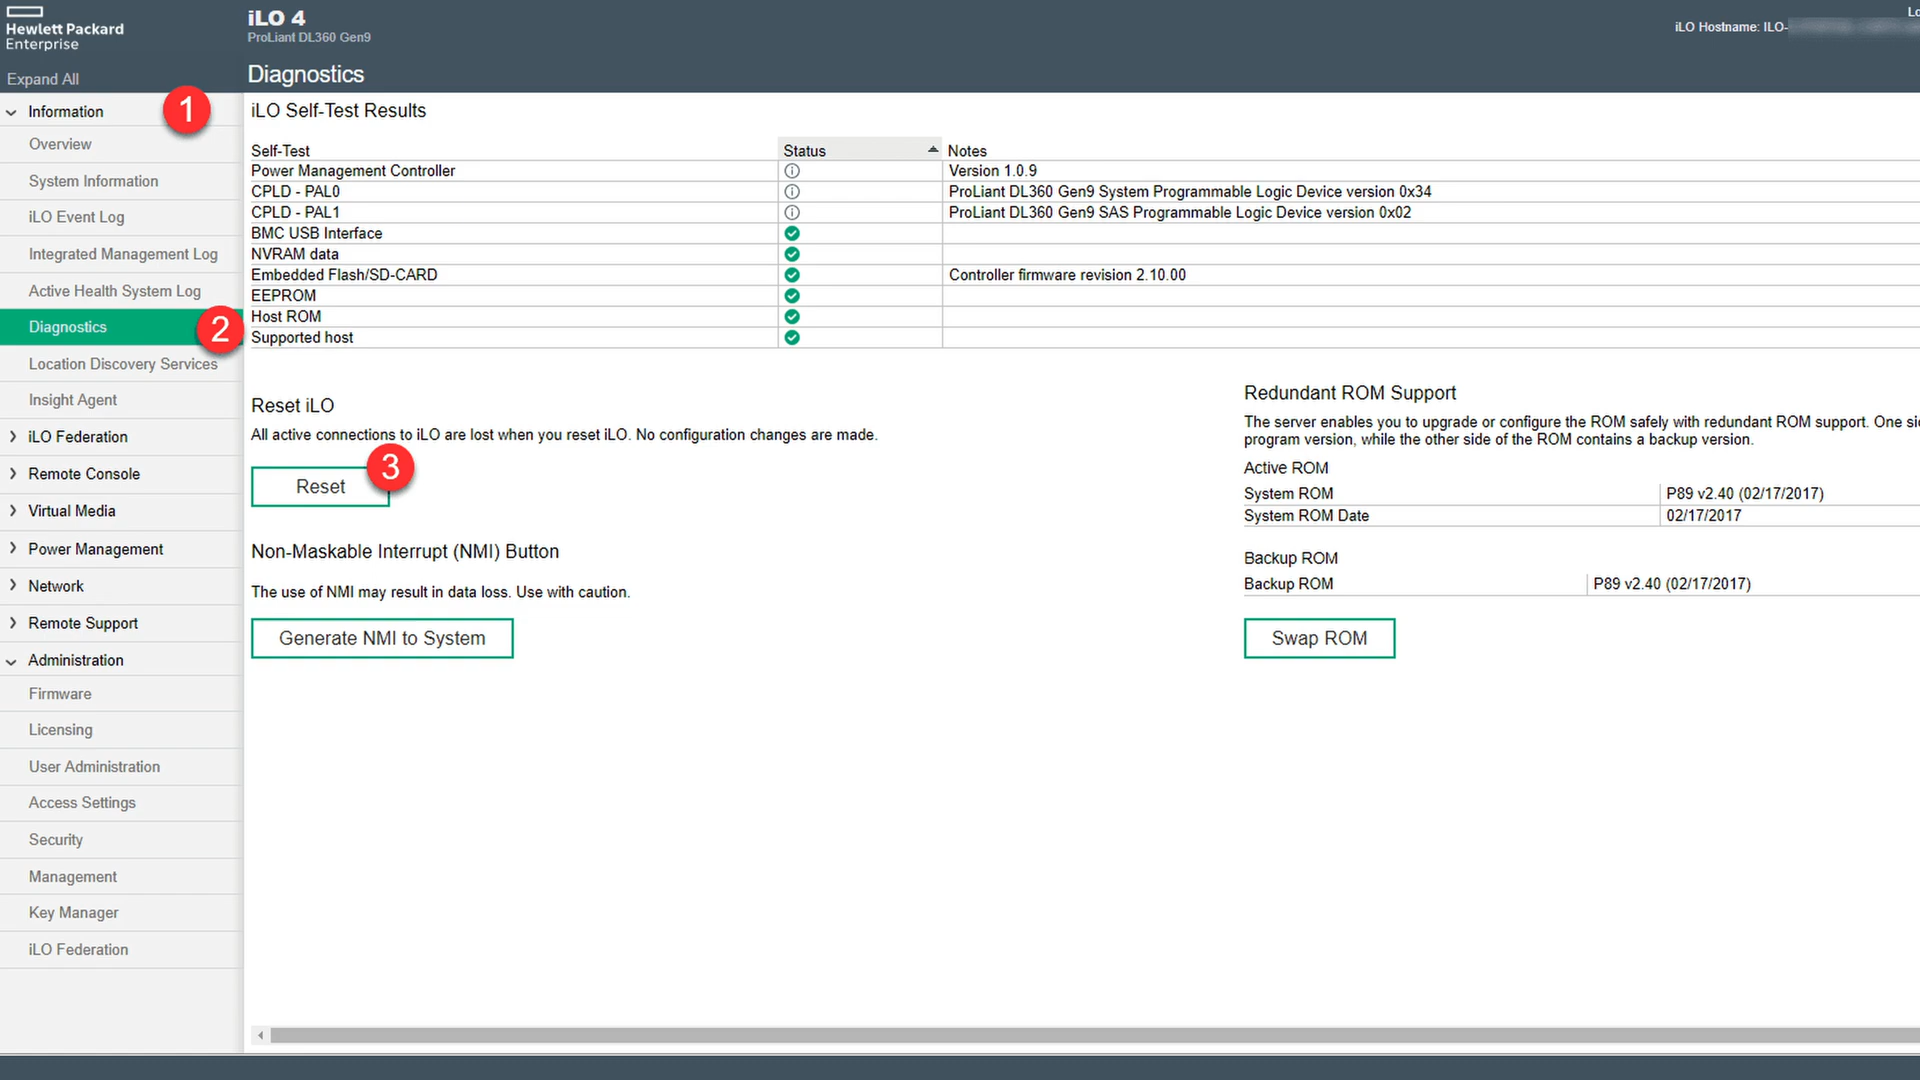 Hewlett Packard
Enterprise
iLO 4
ProLiant DL360 Gen9
Lo
iLO Hostname: ILO-
Expand All
Diagnostics
Information
1
Overview
System Information
iLO Event Log
Integrated Management Log
Active Health System Log
Diagnostics
2
Location Discovery Services
Insight Agent
iLO Federation
Remote Console
Virtual Media
Power Management
Network
Remote Support
Administration
Firmware
Licensing
User Administration
Access Settings
Security
Management
Key Manager
iLO Federation
iLO Self-Test Results
Self-Test Status Notes
Power Management Controller Version 1.0.9
CPLD - PAL0 ProLiant DL360 Gen9 System Programmable Logic Device version 0x34
CPLD - PAL1 ProLiant DL360 Gen9 SAS Programmable Logic Device version 0x02
BMC USB Interface
NVRAM data
Embedded Flash/SD-CARD Controller firmware revision 2.10.00
EEPROM
Host ROM
Supported host
Reset iLO
All active connections to iLO are lost when you reset iLO. No configuration changes are made.
3
Reset
Non-Maskable Interrupt (NMI) Button
The use of NMI may result in data loss. Use with caution.
Generate NMI to System
Redundant ROM Support
The server enables you to upgrade or configure the ROM safely with redundant ROM support. One si
program version, while the other side of the ROM contains a backup version.
Active ROM
System ROM P89 v2.40 (02/17/2017)
System ROM Date 02/17/2017
Backup ROM
Backup ROM P89 v2.40 (02/17/2017)
Swap ROM